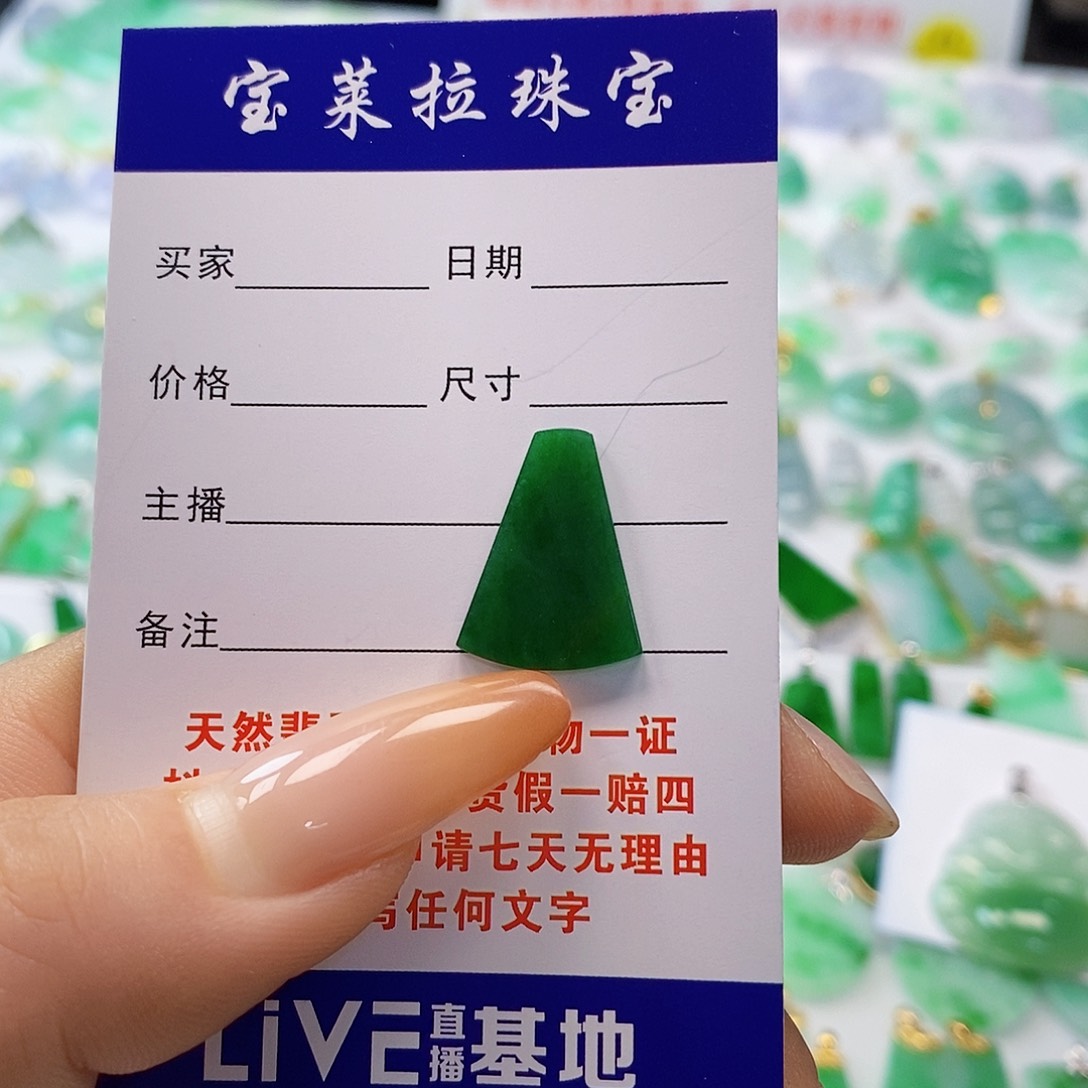 宝莱拉珠宝
买家 日期
价格 尺寸
主播
备注
天然 物一证
货假一赔四
请七天无理由
写任何文字
LiVE 直播 基地